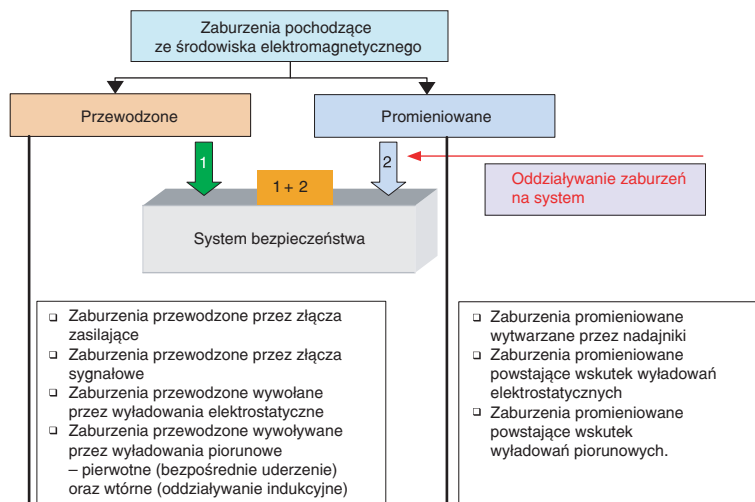 Zaburzenia pochodzące
ze środowiska elektromagnetycznego
Przewodzone
Promieniowane
1
2
1 + 2
Oddziaływanie zaburzeń
na system
System bezpieczeństwa
Zaburzenia przewodzone przez złącza
zasilające
Zaburzenia przewodzone przez złącza
sygnałowe
Zaburzenia przewodzone wywołane
przez wyładowania elektrostatyczne
Zaburzenia przewodzone wywoływane
przez wyładowania piorunowe
– pierwotne (bezpośrednie uderzenie)
oraz wtórne (oddziaływanie indukcyjne)
Zaburzenia promieniowane
wytwarzane przez nadajniki
Zaburzenia promieniowane
powstające wskutek wyładowań
elektrostatycznych
Zaburzenia promieniowane
powstające wskutek
wyładowań piorunowych.